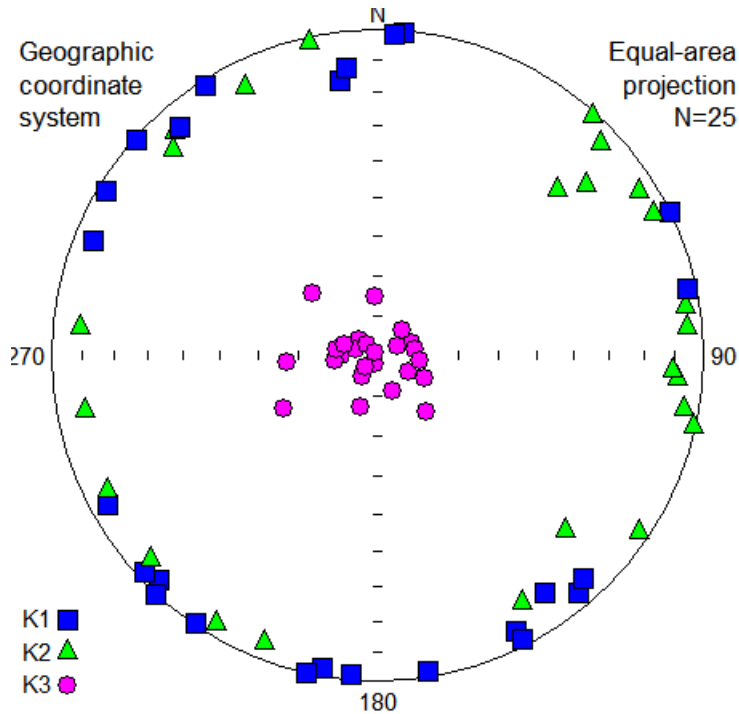 N
Geographic
coordinate
system
Equal-area
projection
N=25
270
90
K1
K2
K3
180